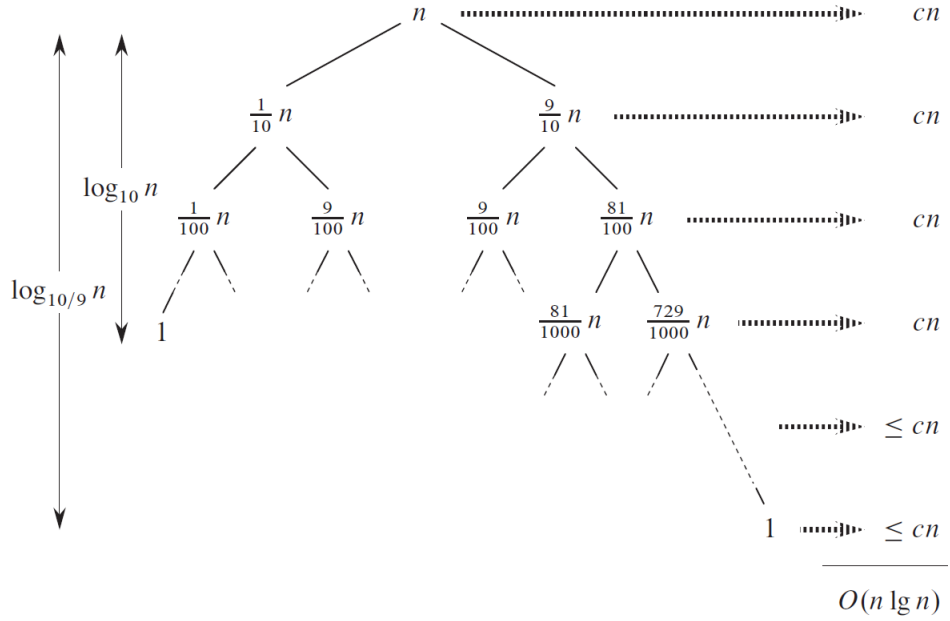 n cn
1/10 n 9/10 n cn
log₁₀ n
1/100 n 9/100 n 9/100 n 81/100 n cn
log₁₀/₉ n
1 81/1000 n 729/1000 n cn
≤ cn
1 ≤ cn
O(n lg n)